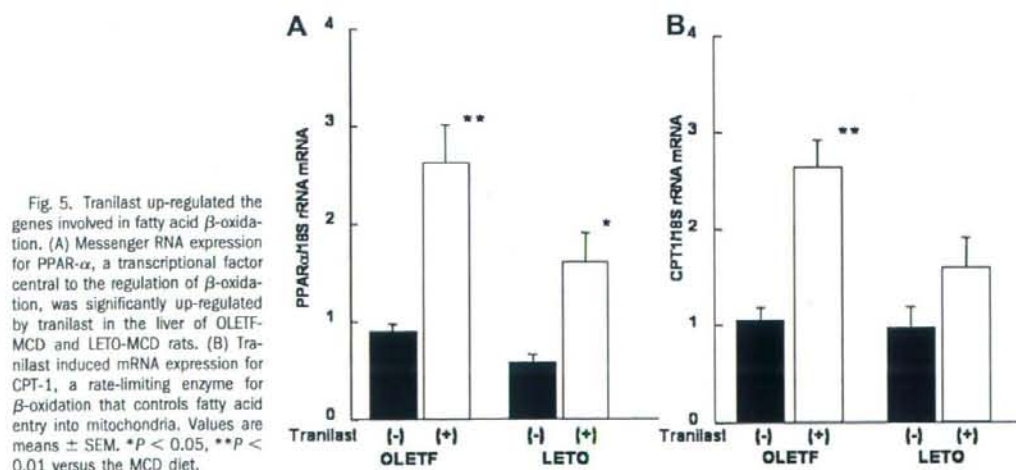 Fig. 5. Tranilast up-regulated the
genes involved in fatty acid β-oxida-
tion. (A) Messenger RNA expression
for PPAR-α, a transcriptional factor
central to the regulation of β-oxida-
tion, was significantly up-regulated
by tranilast in the liver of OLETF-
MCD and LETO-MCD rats. (B) Tra-
nilast induced mRNA expression for
CPT-1, a rate-limiting enzyme for
β-oxidation that controls fatty acid
entry into mitochondria. Values are
means ± SEM. *P < 0.05, **P <
0.01 versus the MCD diet.
A
PPARα/18S rRNA mRNA
4
3
2
1
0
**
*
Tranilast (-) (+) (-) (+)
OLETF LETO
B
CPT1/18S rRNA mRNA
4
3
2
1
0
**
Tranilast (-) (+) (-) (+)
OLETF LETO